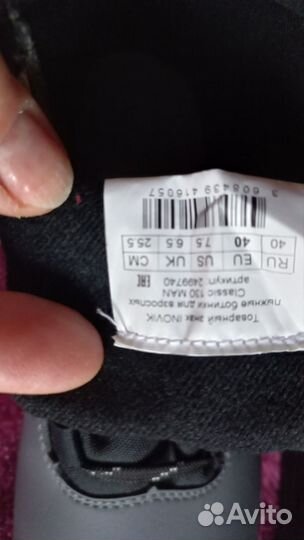 Товарный знак INOVIK
лыжные ботинки для взрослых
Classic 130 MAN
артикул: 2499740
EAC
RU EU US UK CM
40 40 7.5 6.5 25.5
3 608439 416057
Avito